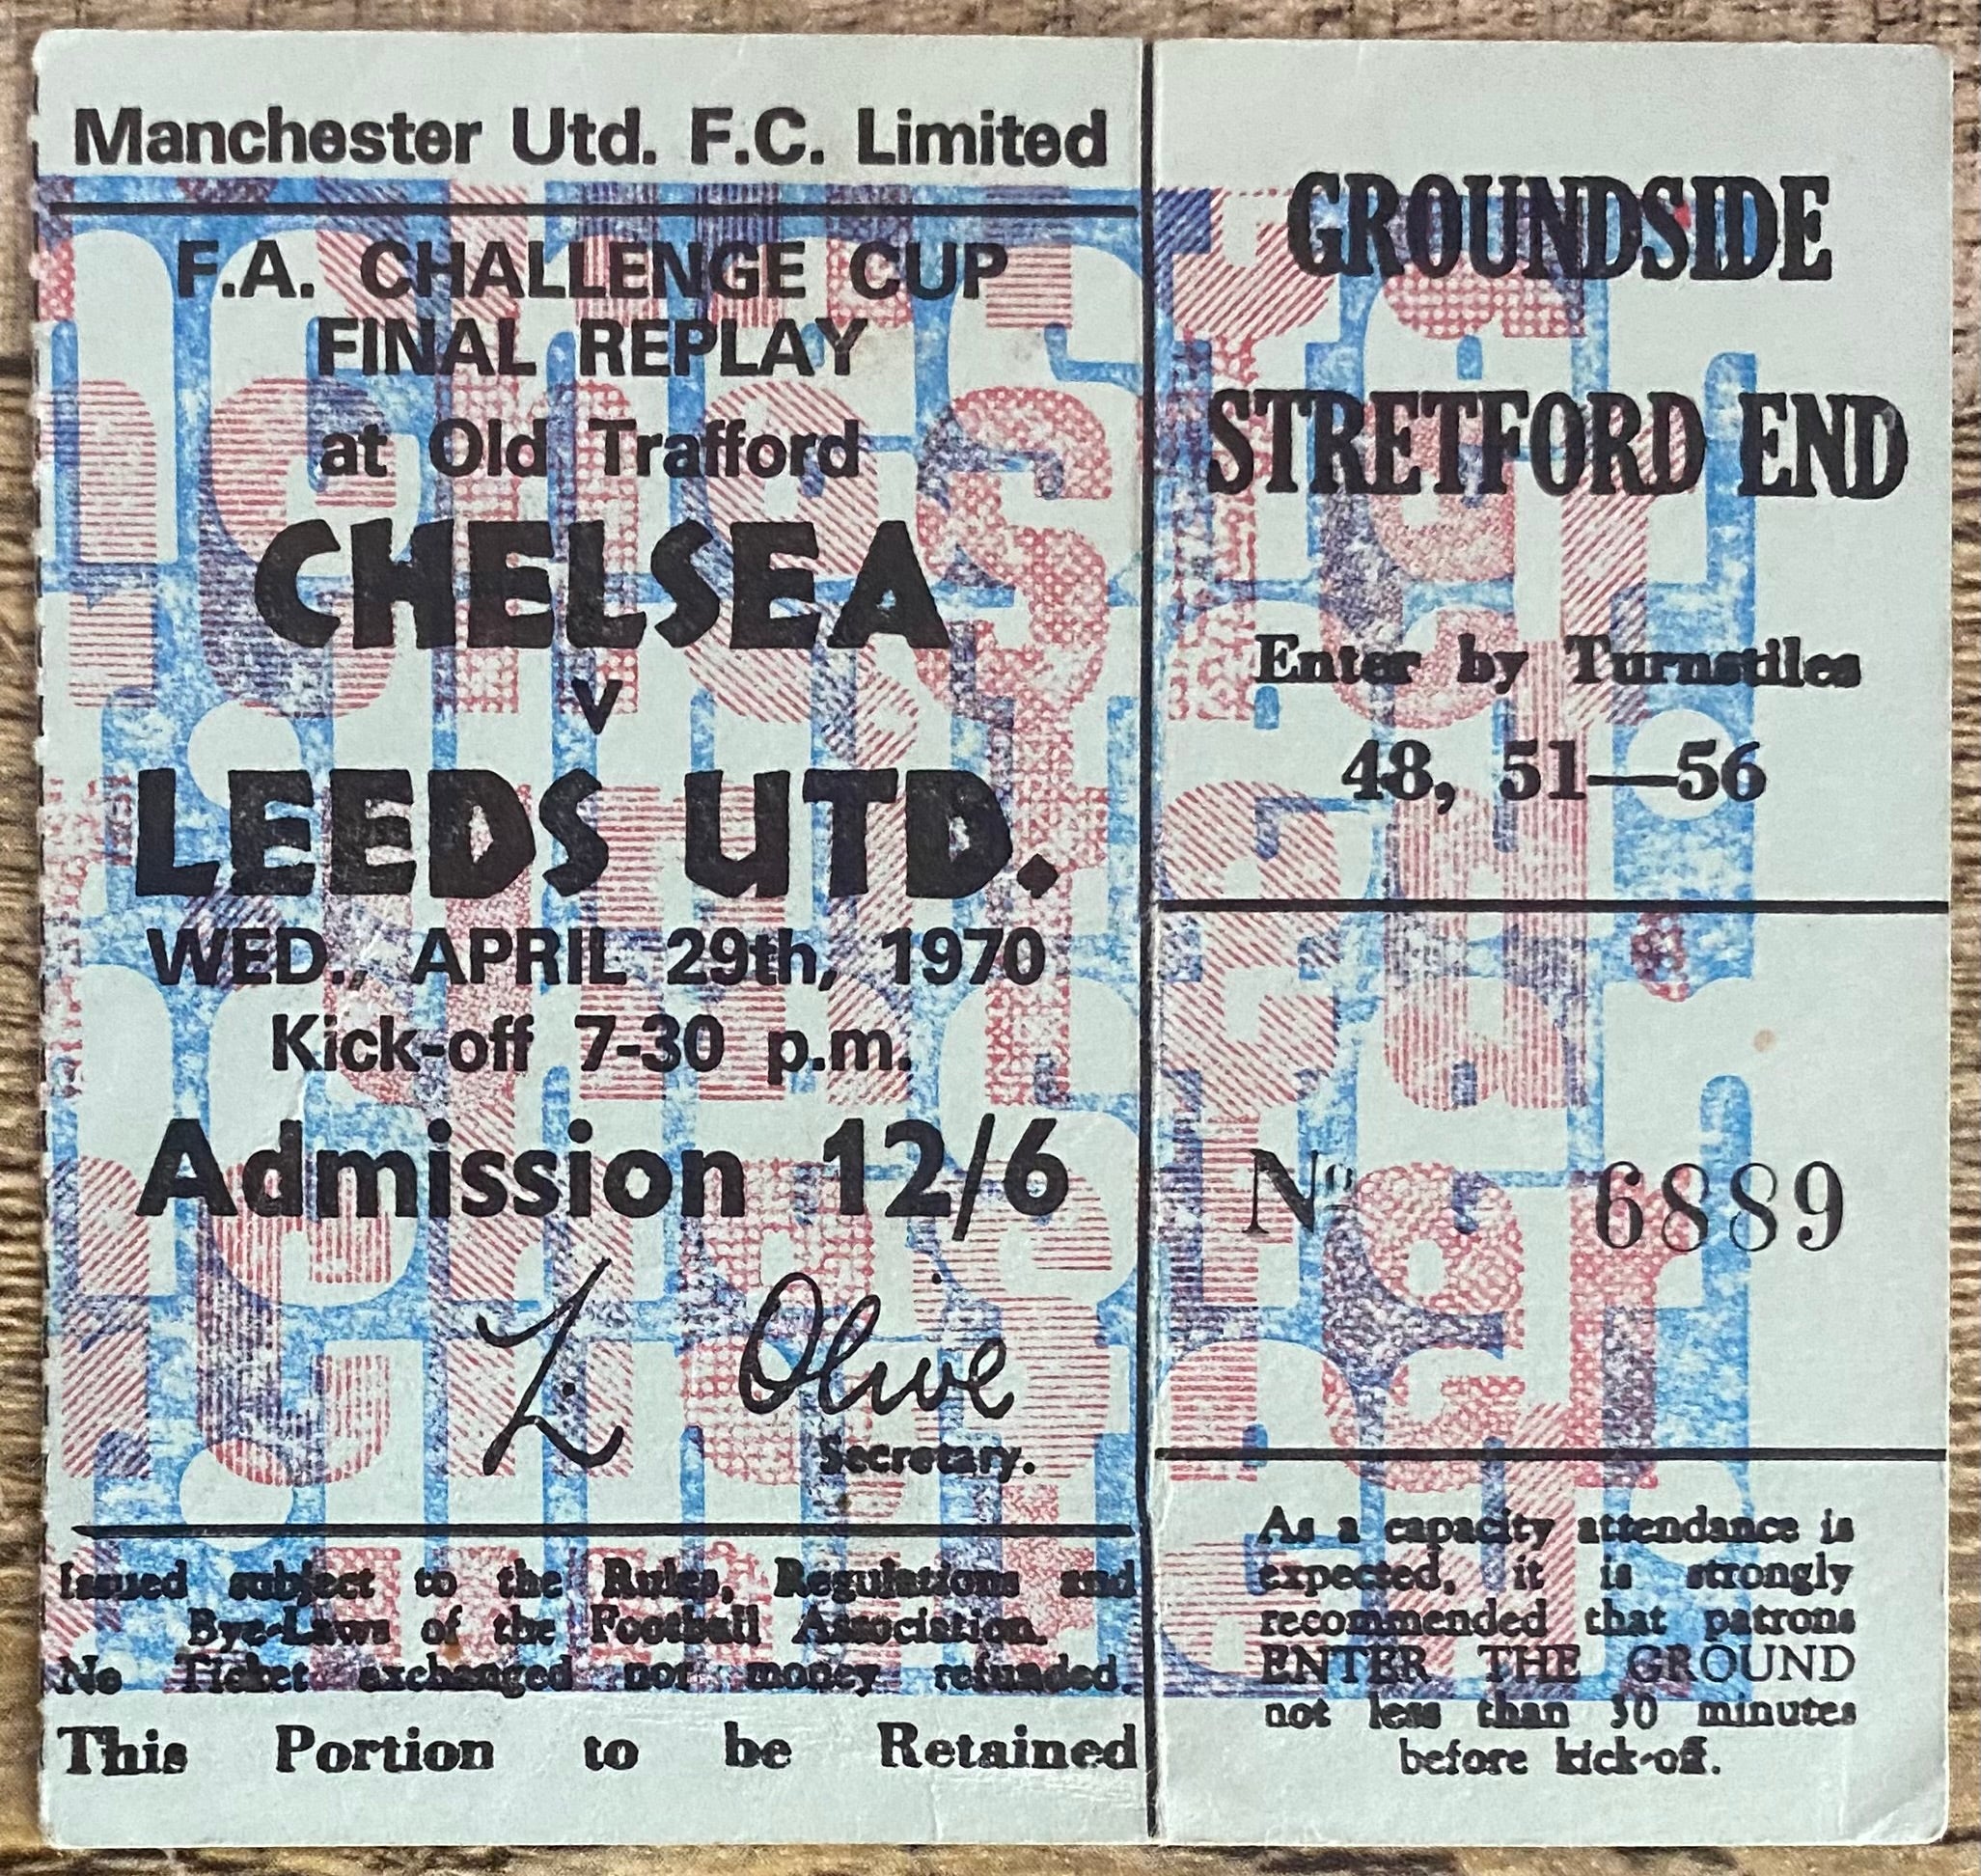 Manchester Utd. F.C. Limited
F.A. CHALLENGE CUP
FINAL REPLAY
at Old Trafford
CHELSEA
v
LEEDS UTD.
WED., APRIL 29th, 1970
Kick-off 7-30 p.m.
Admission 12/6
L. Olive
Secretary.
Issued subject to the Rules, Regulations and
Bye-Laws of the Football Association.
No Ticket exchanged nor money refunded.
This Portion to be Retained
GROUNDSIDE
STRETFORD END
Enter by Turnstiles
48, 51—56
No 6889
As a capacity attendance is
expected, it is strongly
recommended that patrons
ENTER THE GROUND
not less than 30 minutes
before kick-off.